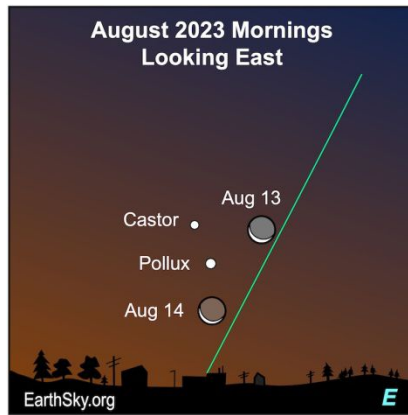 August 2023 Mornings
Looking East
Aug 13
Castor
Pollux
Aug 14
EarthSky.org
E